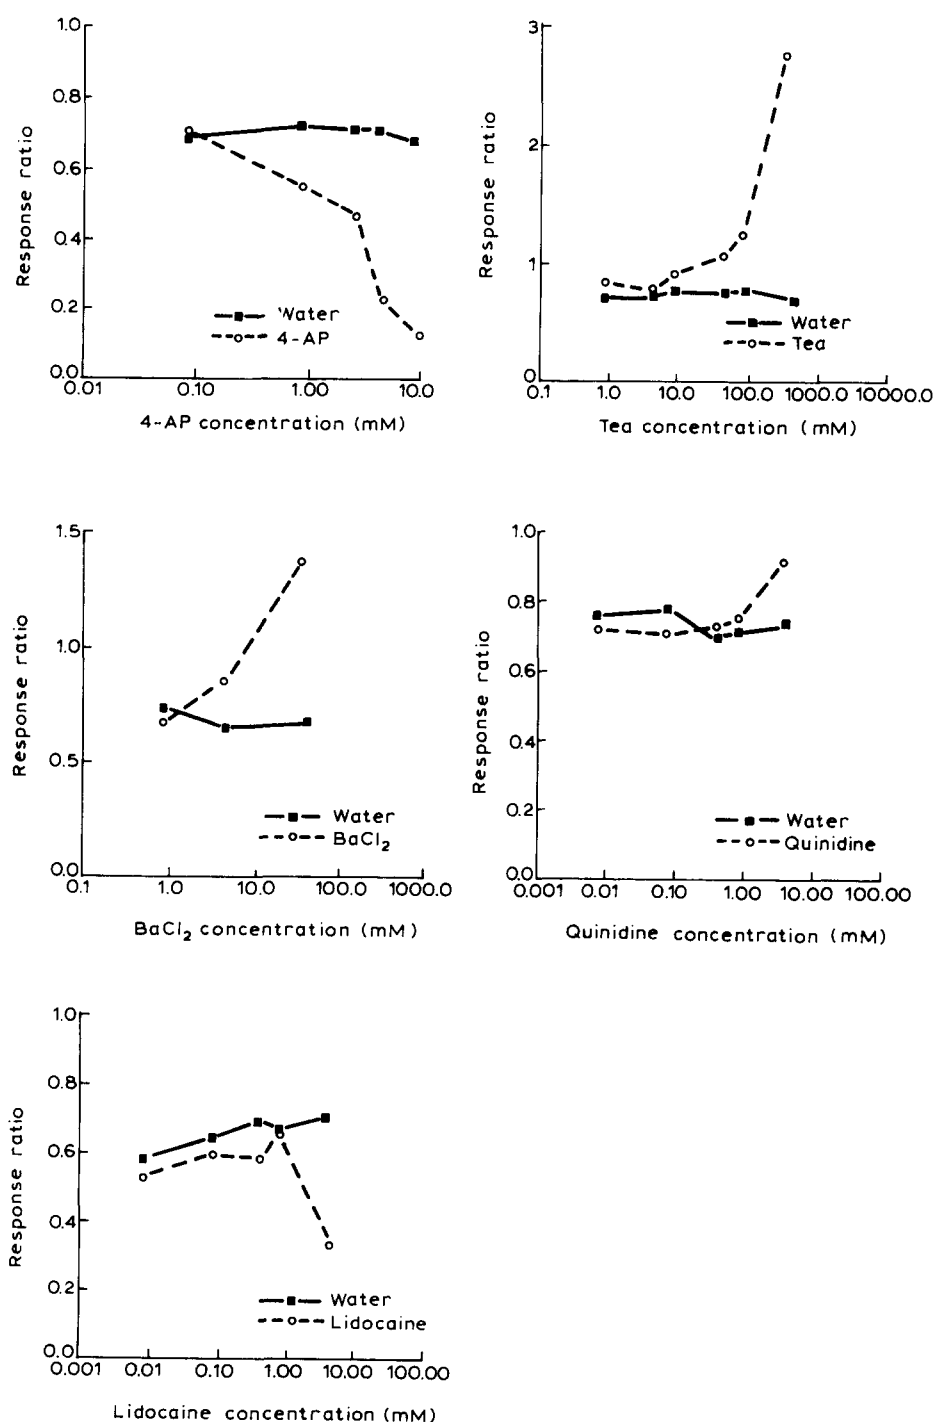 1.0
0.8
0.6
0.4
0.2
0.0
Response ratio
Water
4-AP
0.01 0.10 1.00 10.0
4-AP concentration (mM)
3
2
1
0
Response ratio
Water
Tea
0.1 1.0 10.0 100.0 1000.0 10000.0
Tea concentration (mM)
1.5
1.0
0.5
0.0
Response ratio
Water
BaCl₂
0.1 1.0 10.0 100.0 1000.0
BaCl₂ concentration (mM)
1.0
0.8
0.6
0.4
0.2
0.0
Response ratio
Water
Quinidine
0.001 0.01 0.10 1.00 10.00 100.00
Quinidine concentration (mM)
1.0
0.8
0.6
0.4
0.2
0.0
Response ratio
Water
Lidocaine
0.001 0.01 0.10 1.00 10.00 100.00
Lidocaine concentration (mM)